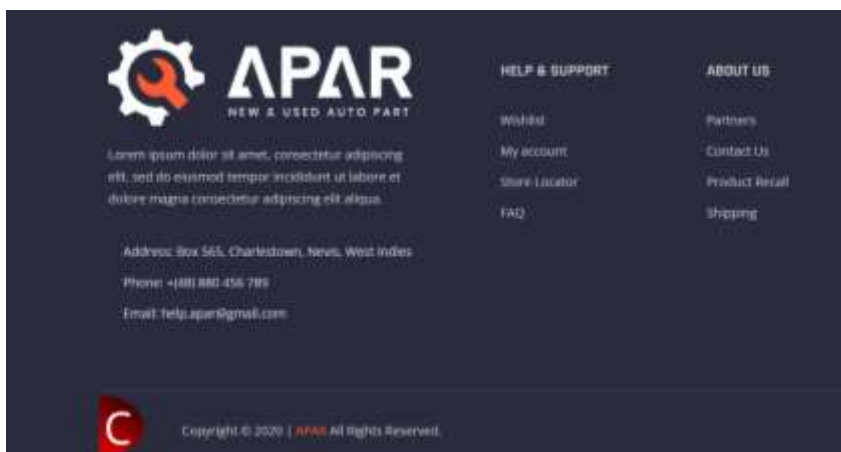 APAR
NEW & USED AUTO PART
Lorem ipsum dolor sit amet, consectetur adipiscing
elit, sed do eiusmod tempor incididunt ut labore et
dolore magna consectetur adipiscing elit aliqua.
Address: Box 565, Charlestown, Nevis, West Indies
Phone: +(48) 880 456 789
Email: help.apar@gmail.com
HELP & SUPPORT
Wishlist
My account
Store Locator
FAQ
ABOUT US
Partners
Contact Us
Product Recall
Shipping
C
Copyright © 2020 | APAR All Rights Reserved.